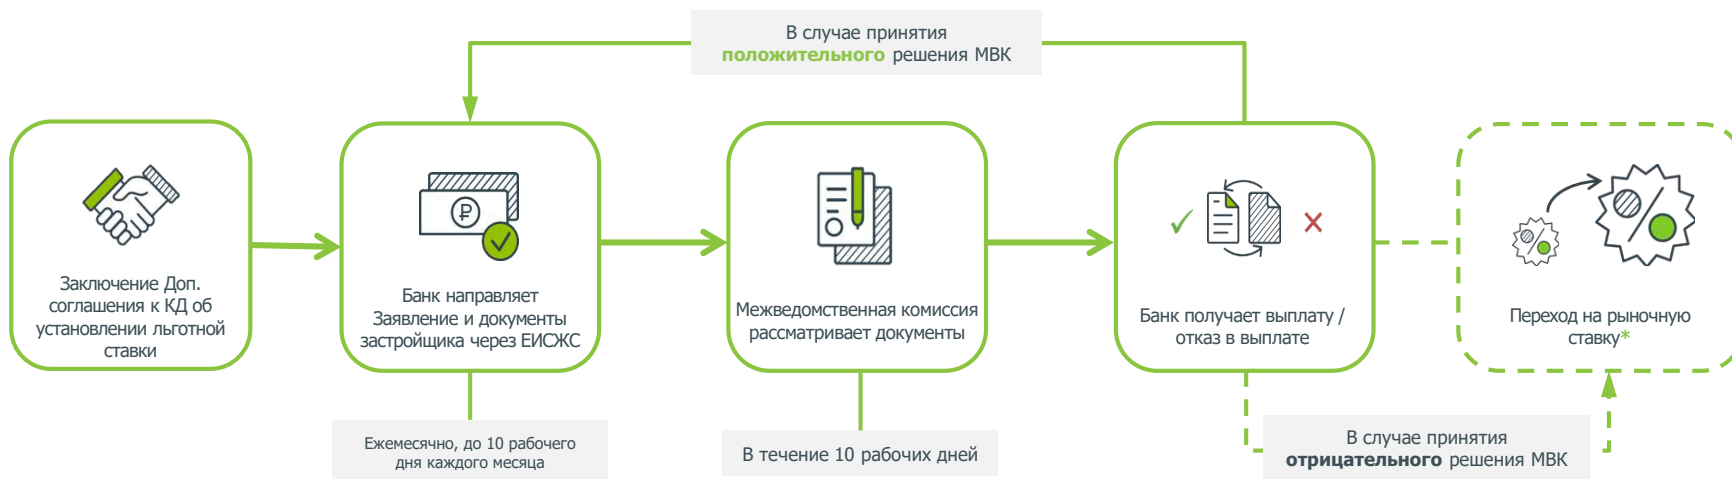 В случае принятия
положительного решения МВК
Заключение Доп.
соглашения к КД об
установлении льготной
ставки
Банк направляет
Заявление и документы
застройщика через ЕИСЖС
Межведомственная комиссия
рассматривает документы
Банк получает выплату /
отказ в выплате
Переход на рыночную
ставку*
Ежемесячно, до 10 рабочего
дня каждого месяца
В течение 10 рабочих дней
В случае принятия
отрицательного решения МВК